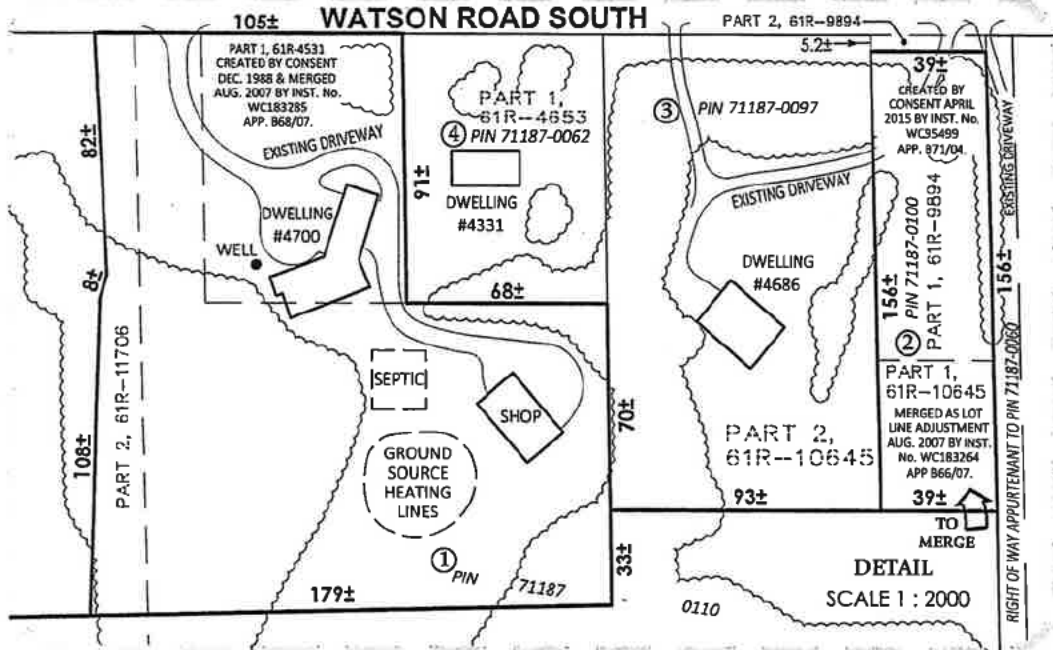 WATSON ROAD SOUTH
105±
PART 2, 61R-9894
5.2±
39±
PART 1, 61R-4531
CREATED BY CONSENT
DEC. 1988 & MERGED
AUG. 2007 BY INST. No.
WC183285
APP. B68/07.
82±
EXISTING DRIVEWAY
DWELLING
#4700
WELL
8±
PART 2, 61R-11706
108±
SEPTIC
SHOP
GROUND
SOURCE
HEATING
LINES
1 PIN 71187
179±
PART 1,
61R-4653
4 PIN 71187-0062
91±
DWELLING
#4331
68±
70±
33±
3 PIN 71187-0097
EXISTING DRIVEWAY
DWELLING
#4686
PART 2,
61R-10645
93±
CREATED BY
CONSENT APRIL
2015 BY INST. No.
WC95499
APP. B71/04.
156±
PIN 71187-0100
2 PART 1, 61R-9894
PART 1,
61R-10645
MERGED AS LOT
LINE ADJUSTMENT
AUG. 2007 BY INST.
No. WC183264
APP B66/07.
39±
TO
MERGE
EXISTING DRIVEWAY
156±
RIGHT OF WAY APPURTENANT TO PIN 71187-0060
DETAIL
SCALE 1 : 2000
0110